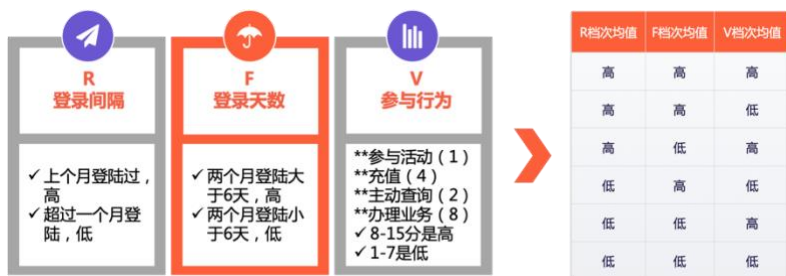 R
登录间隔
✓上个月登陆过，
高
✓超过一个月登
陆，低
F
登录天数
✓两个月登陆大
于6天，高
✓两个月登陆小
于6天，低
V
参与行为
**参与活动（1）
**充值（4）
**主动查询（2）
**办理业务（8）
✓8-15分是高
✓1-7是低
R档次均值 F档次均值 V档次均值
高 高 高
高 高 低
高 低 高
低 高 低
低 低 高
低 低 低